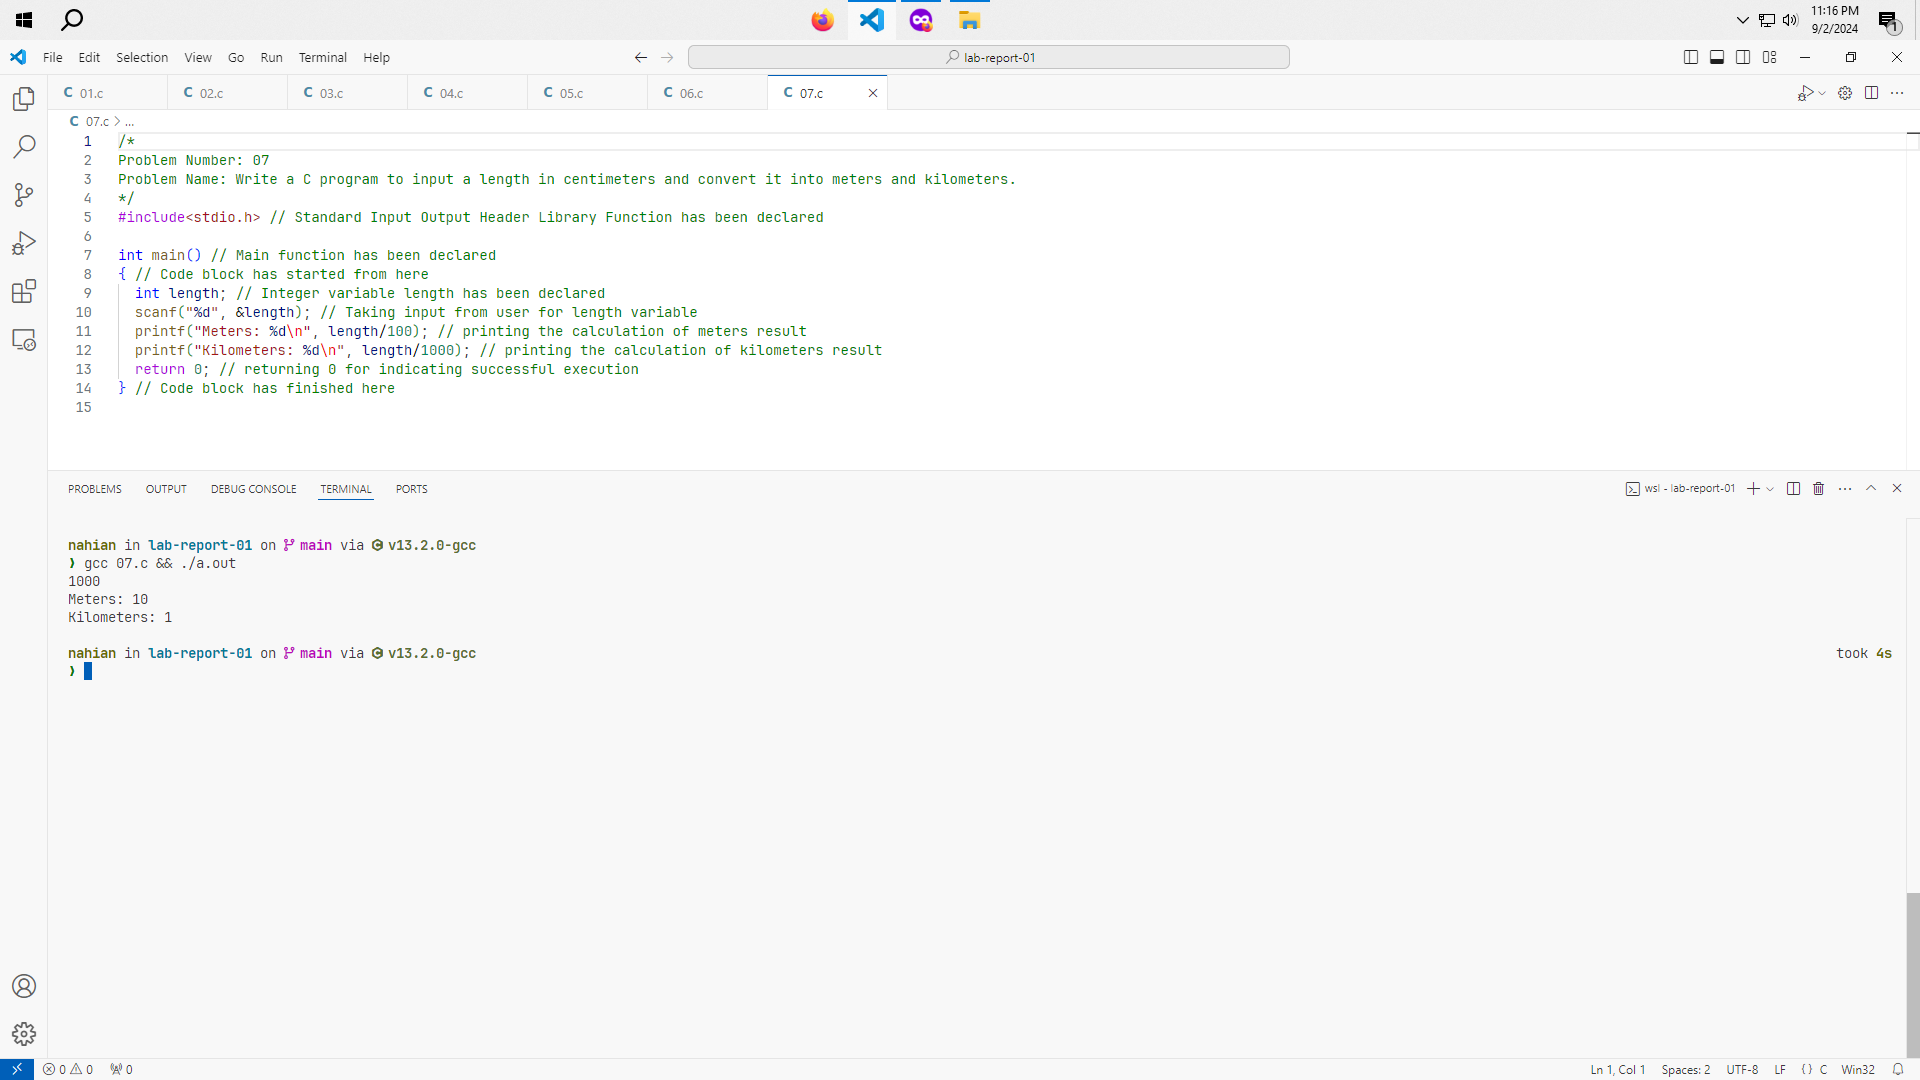 11:16 PM
9/2/2024
1
File Edit Selection View Go Run Terminal Help
lab-report-01
C 01.c C 02.c C 03.c C 04.c C 05.c C 06.c C 07.c
C 07.c > ...
1 /*
2 Problem Number: 07
3 Problem Name: Write a C program to input a length in centimeters and convert it into meters and kilometers.
4 */
5 #include<stdio.h> // Standard Input Output Header Library Function has been declared
6
7 int main() // Main function has been declared
8 { // Code block has started from here
9 int length; // Integer variable length has been declared
10 scanf("%d", &length); // Taking input from user for length variable
11 printf("Meters: %d\n", length/100); // printing the calculation of meters result
12 printf("Kilometers: %d\n", length/1000); // printing the calculation of kilometers result
13 return 0; // returning 0 for indicating successful execution
14 } // Code block has finished here
15
PROBLEMS OUTPUT DEBUG CONSOLE TERMINAL PORTS
wsl - lab-report-01
nahian in lab-report-01 on main via C v13.2.0-gcc
❯ gcc 07.c && ./a.out
1000
Meters: 10
Kilometers: 1
nahian in lab-report-01 on main via C v13.2.0-gcc took 4s
❯
0 0 0
Ln 1, Col 1 Spaces: 2 UTF-8 LF {} C Win32